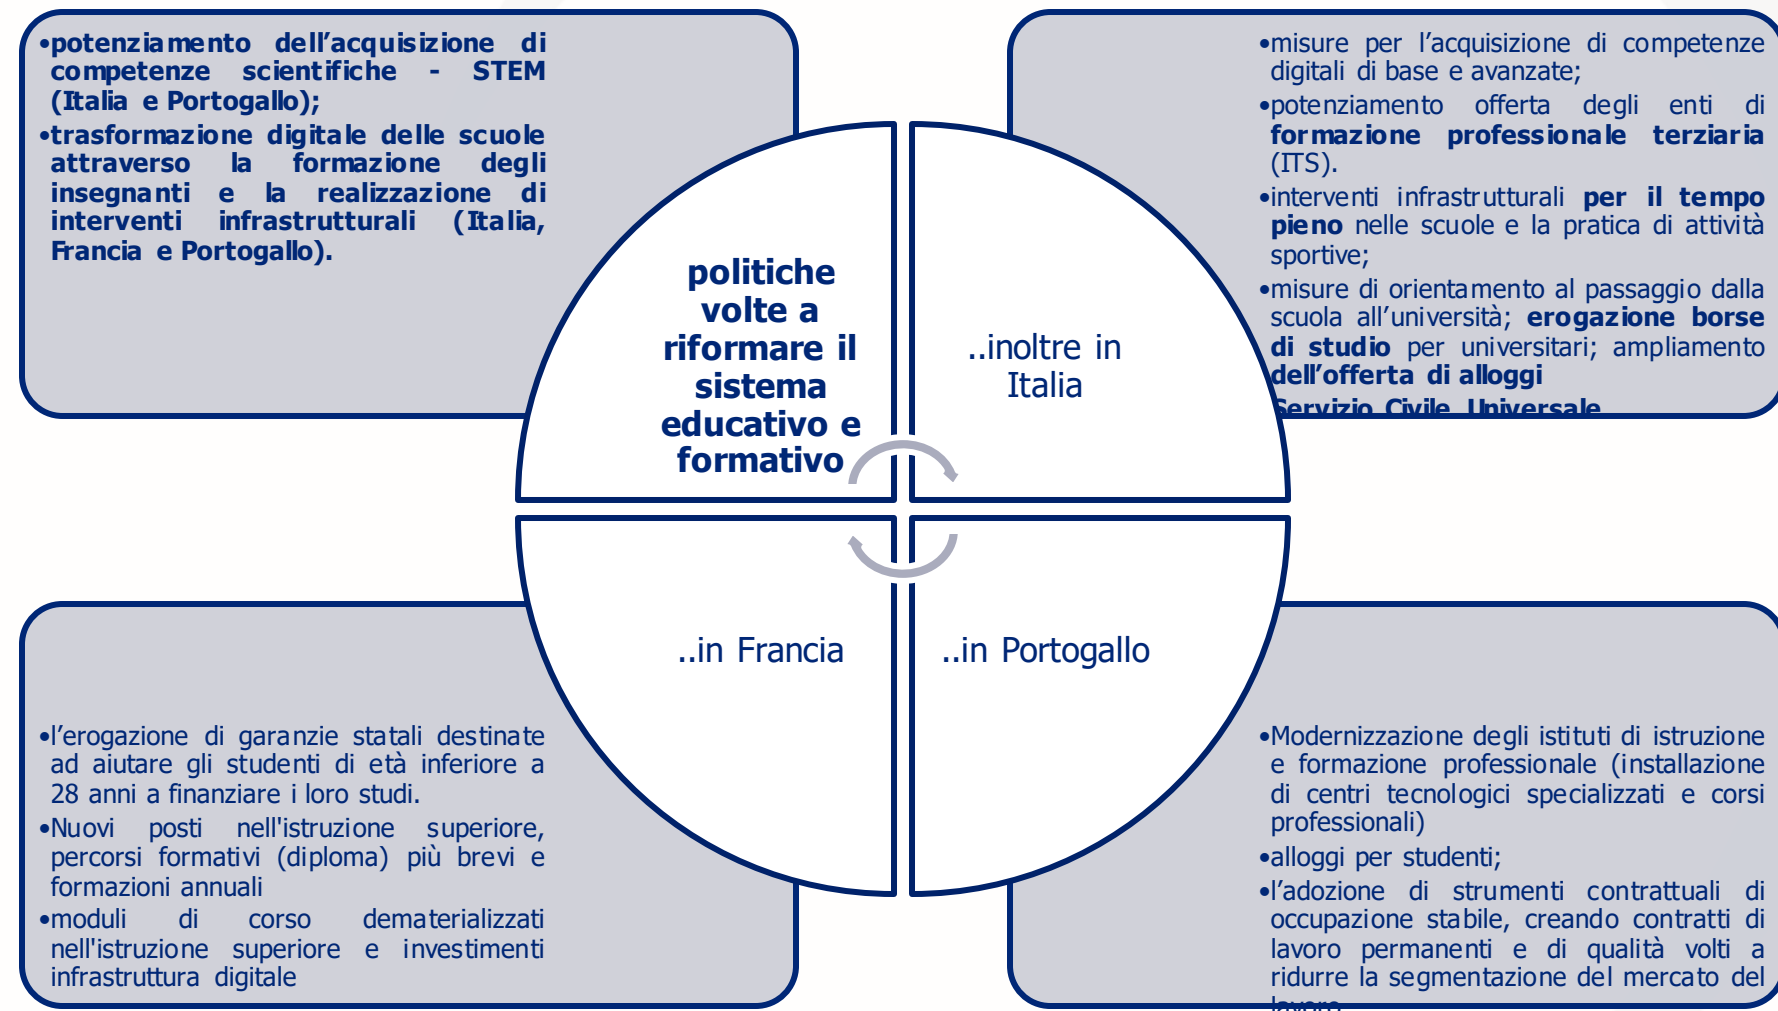 •potenziamento dell’acquisizione di
competenze scientifiche - STEM
(Italia e Portogallo);
•trasformazione digitale delle scuole
attraverso la formazione degli
insegnanti e la realizzazione di
interventi infrastrutturali (Italia,
Francia e Portogallo).
politiche
volte a
riformare il
sistema
educativo e
formativo
..inoltre in
Italia
•misure per l’acquisizione di competenze
digitali di base e avanzate;
•potenziamento offerta degli enti di
formazione professionale terziaria
(ITS).
•interventi infrastrutturali per il tempo
pieno nelle scuole e la pratica di attività
sportive;
•misure di orientamento al passaggio dalla
scuola all’università; erogazione borse
di studio per universitari; ampliamento
dell’offerta di alloggi
Servizio Civile Universale
..in Francia
•l’erogazione di garanzie statali destinate
ad aiutare gli studenti di età inferiore a
28 anni a finanziare i loro studi.
•Nuovi posti nell'istruzione superiore,
percorsi formativi (diploma) più brevi e
formazioni annuali
•moduli di corso dematerializzati
nell'istruzione superiore e investimenti
infrastruttura digitale
..in Portogallo
•Modernizzazione degli istituti di istruzione
e formazione professionale (installazione
di centri tecnologici specializzati e corsi
professionali)
•alloggi per studenti;
•l’adozione di strumenti contrattuali di
occupazione stabile, creando contratti di
lavoro permanenti e di qualità volti a
ridurre la segmentazione del mercato del
lavoro